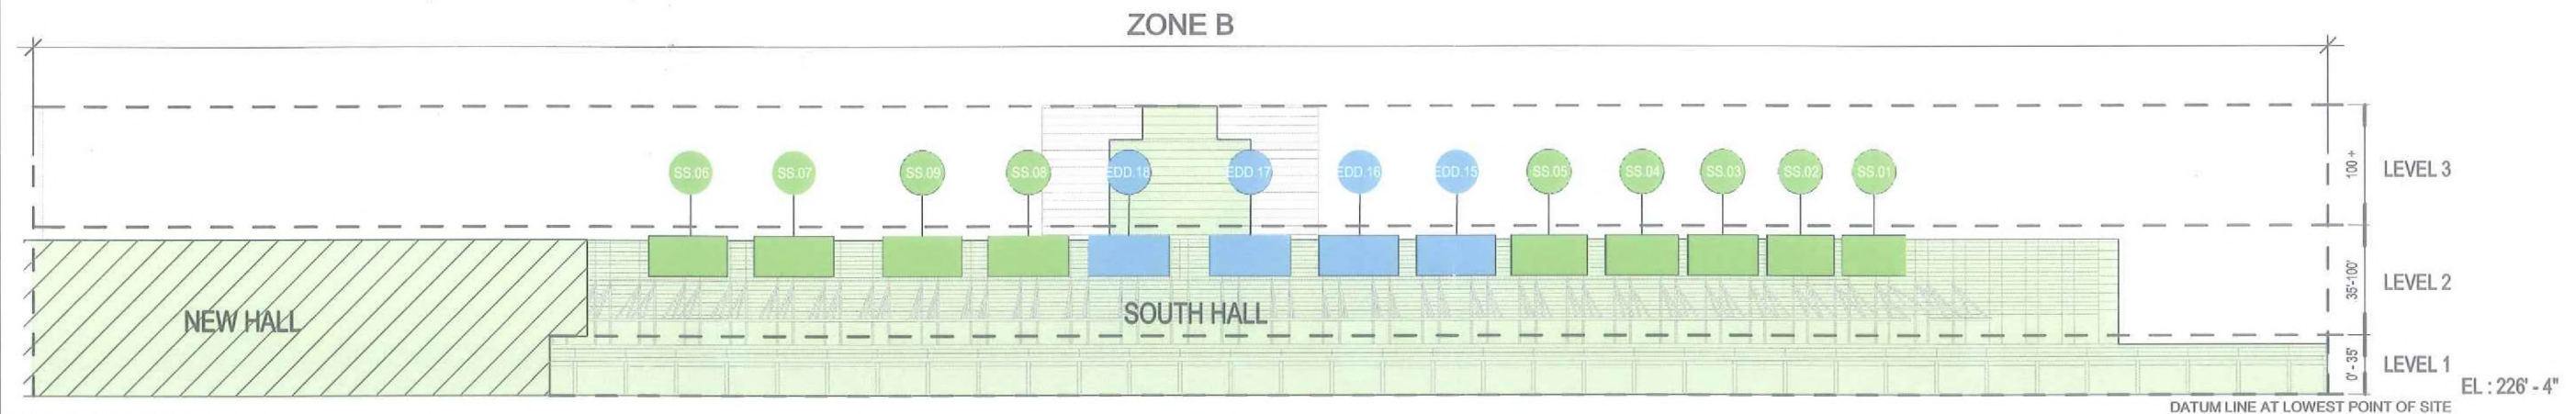 ZONE B
SS.06
SS.07
SS.09
SS.08
EDD.18
EDD.17
EDD.16
EDD.15
SS.05
SS.04
SS.03
SS.02
SS.01
100 +
LEVEL 3
35'-100'
LEVEL 2
NEW HALL
SOUTH HALL
0'-35'
LEVEL 1
EL : 226' - 4"
DATUM LINE AT LOWEST POINT OF SITE